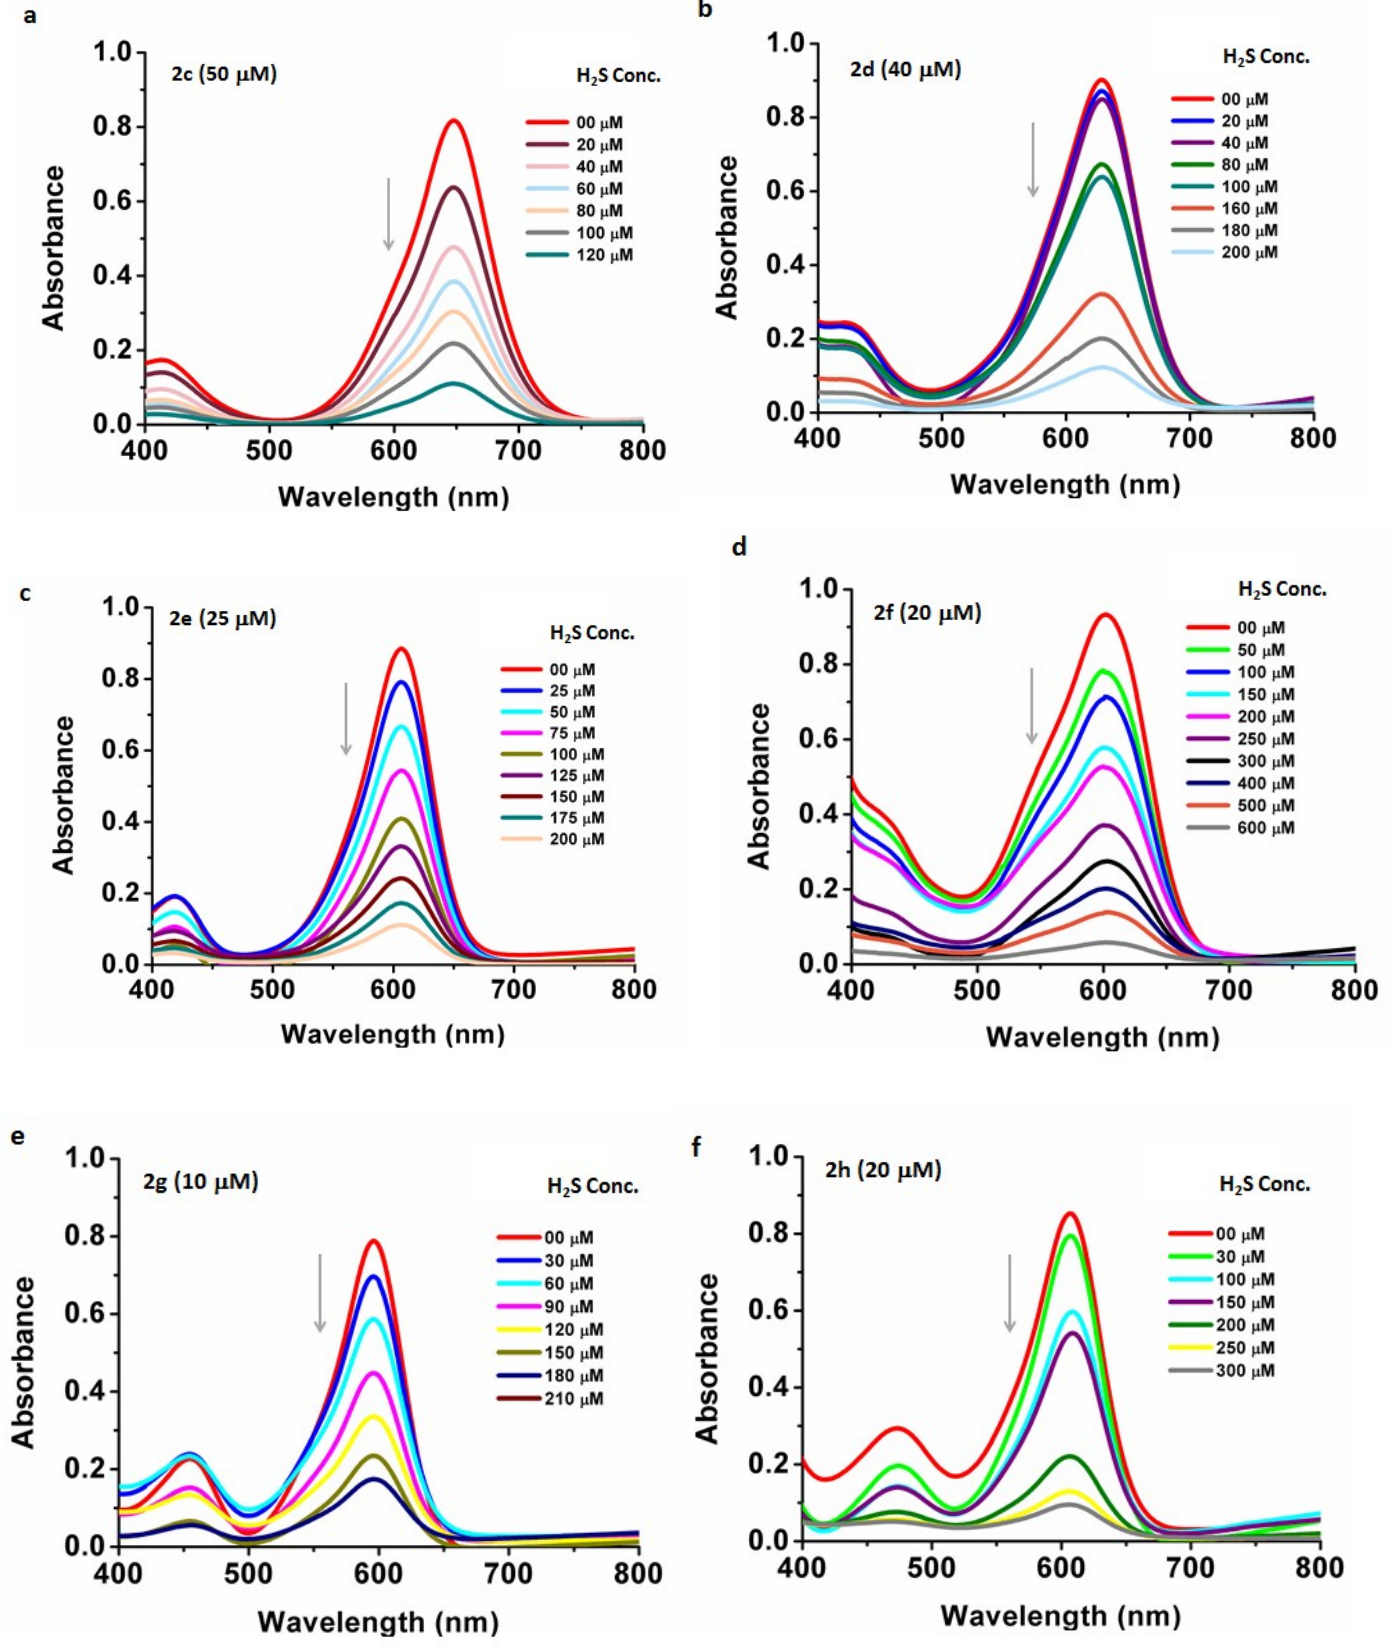 a
2c (50 μM)
H2S Conc.
00 μM
20 μM
40 μM
60 μM
80 μM
100 μM
120 μM
1.0
0.8
0.6
0.4
0.2
0.0
400 500 600 700 800
Absorbance
Wavelength (nm)
b
2d (40 μM)
H2S Conc.
00 μM
20 μM
40 μM
80 μM
100 μM
160 μM
180 μM
200 μM
1.0
0.8
0.6
0.4
0.2
0.0
400 500 600 700 800
Absorbance
Wavelength (nm)
c
2e (25 μM)
H2S Conc.
00 μM
25 μM
50 μM
75 μM
100 μM
125 μM
150 μM
175 μM
200 μM
1.0
0.8
0.6
0.4
0.2
0.0
400 500 600 700 800
Absorbance
Wavelength (nm)
d
2f (20 μM)
H2S Conc.
00 μM
50 μM
100 μM
150 μM
200 μM
250 μM
300 μM
400 μM
500 μM
600 μM
1.0
0.8
0.6
0.4
0.2
0.0
400 500 600 700 800
Absorbance
Wavelength (nm)
e
2g (10 μM)
H2S Conc.
00 μM
30 μM
60 μM
90 μM
120 μM
150 μM
180 μM
210 μM
1.0
0.8
0.6
0.4
0.2
0.0
400 500 600 700 800
Absorbance
Wavelength (nm)
f
2h (20 μM)
H2S Conc.
00 μM
30 μM
100 μM
150 μM
200 μM
250 μM
300 μM
1.0
0.8
0.6
0.4
0.2
0.0
400 500 600 700 800
Absorbance
Wavelength (nm)